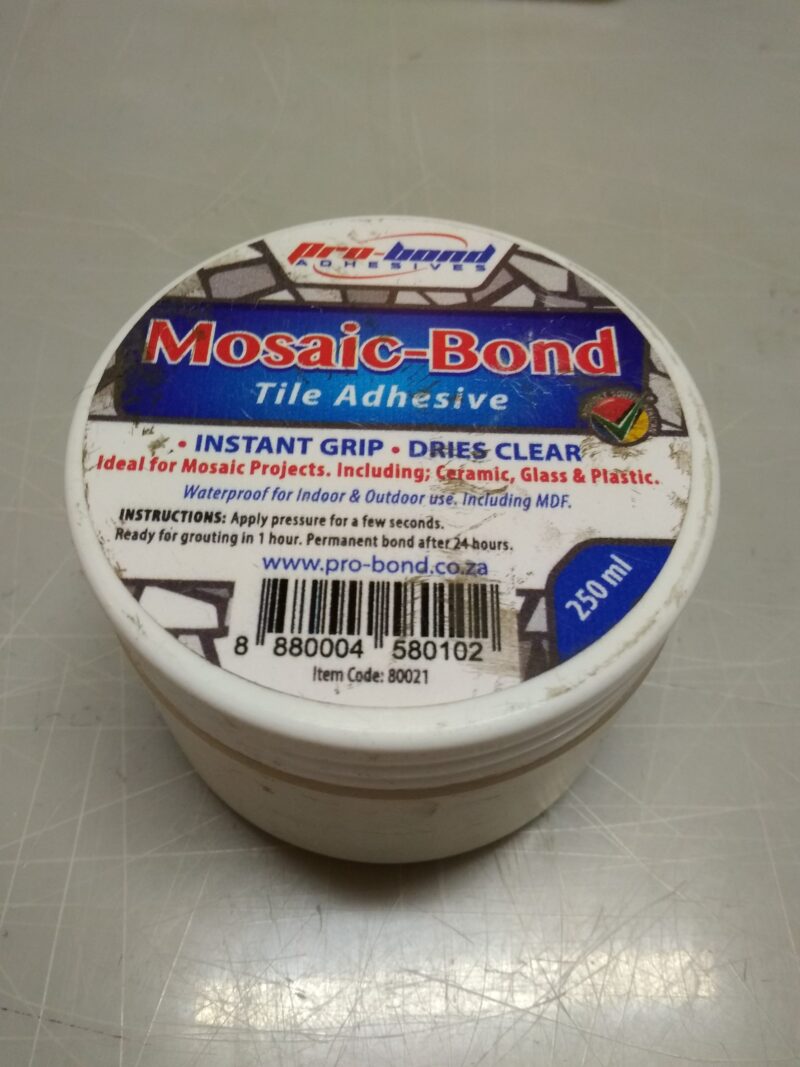 pro-bond
ADHESIVES
Mosaic-Bond
Tile Adhesive
• INSTANT GRIP • DRIES CLEAR
Ideal for Mosaic Projects. Including; Ceramic, Glass & Plastic.
Waterproof for Indoor & Outdoor use. Including MDF.
INSTRUCTIONS: Apply pressure for a few seconds.
Ready for grouting in 1 hour. Permanent bond after 24 hours.
www.pro-bond.co.za
250 ml
8 880004 580102
Item Code: 80021